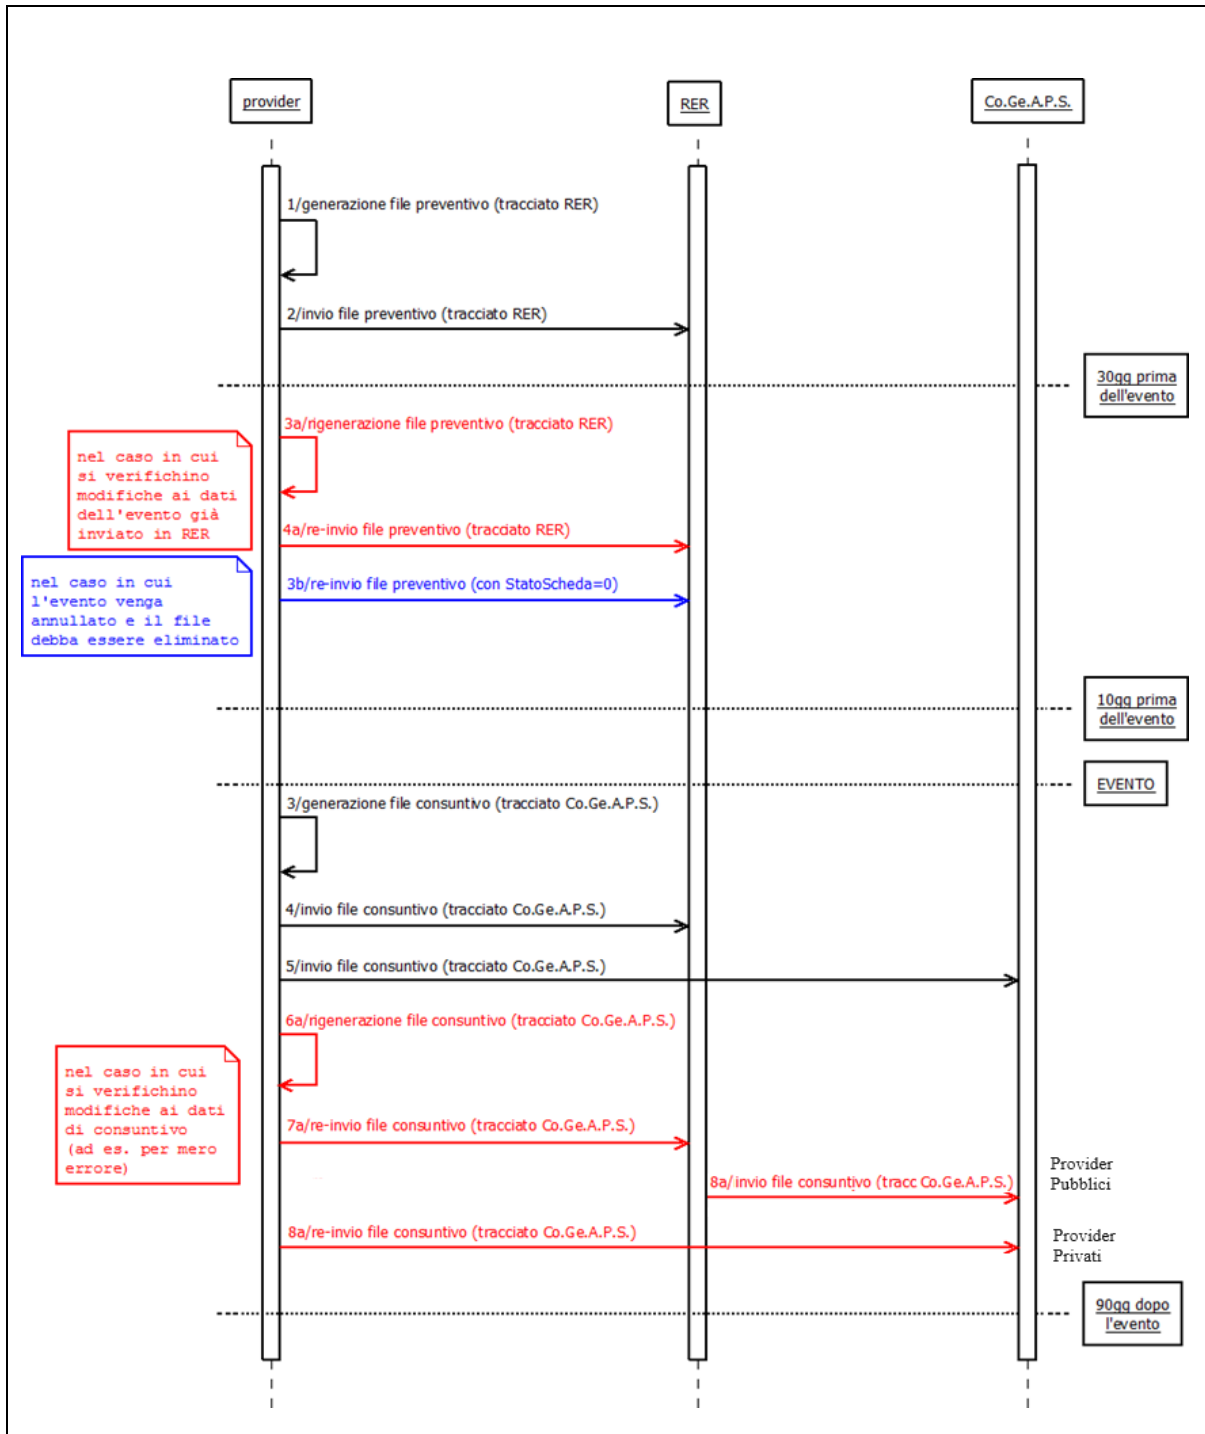 provider
RER
Co.Ge.A.P.S.
1/generazione file preventivo (tracciato RER)
2/invio file preventivo (tracciato RER)
30gg prima
dell'evento
3a/rigenerazione file preventivo (tracciato RER)
nel caso in cui
si verifichino
modifiche ai dati
dell'evento già
inviato in RER
4a/re-invio file preventivo (tracciato RER)
nel caso in cui
l'evento venga
annullato e il file
debba essere eliminato
3b/re-invio file preventivo (con StatoScheda=0)
10gg prima
dell'evento
EVENTO
3/generazione file consuntivo (tracciato Co.Ge.A.P.S.)
4/invio file consuntivo (tracciato Co.Ge.A.P.S.)
5/invio file consuntivo (tracciato Co.Ge.A.P.S.)
6a/rigenerazione file consuntivo (tracciato Co.Ge.A.P.S.)
nel caso in cui
si verifichino
modifiche ai dati
di consuntivo
(ad es. per mero
errore)
7a/re-invio file consuntivo (tracciato Co.Ge.A.P.S.)
8a/invio file consuntivo (tracc Co.Ge.A.P.S.)
Provider
Pubblici
8a/re-invio file consuntivo (tracciato Co.Ge.A.P.S.)
Provider
Privati
90gg dopo
l'evento